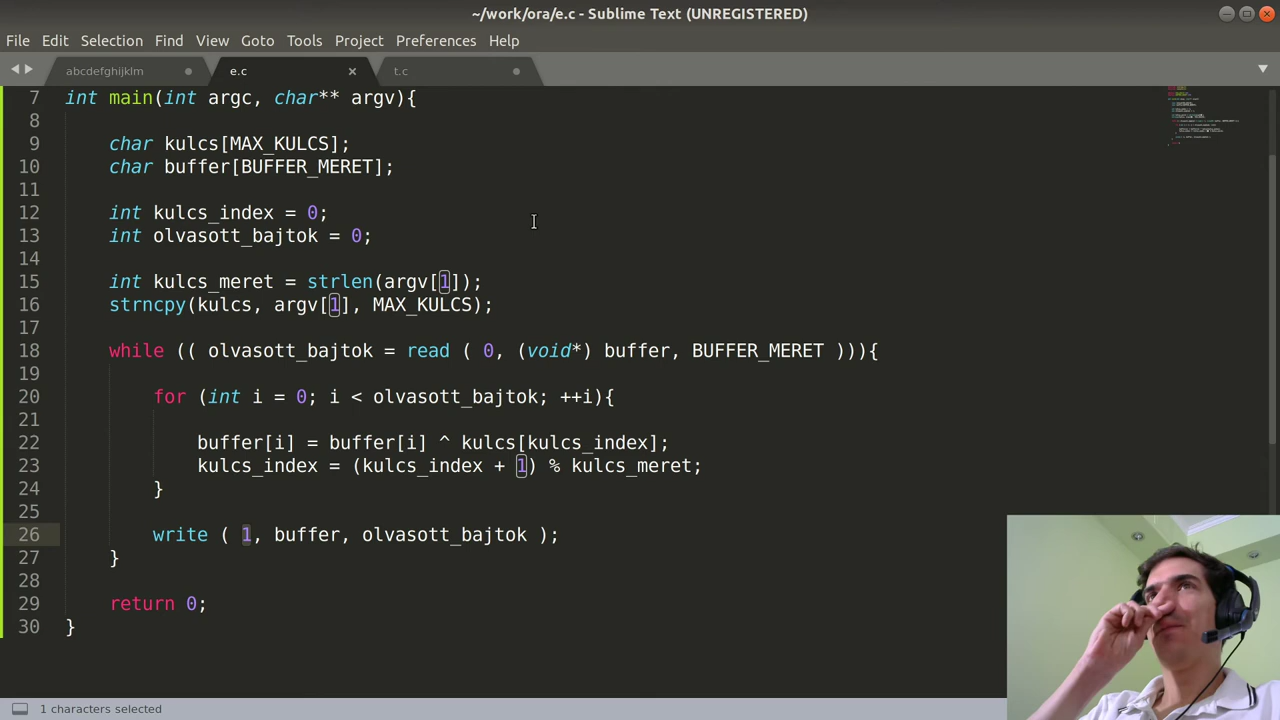 ~/work/ora/e.c - Sublime Text (UNREGISTERED)
File Edit Selection Find View Goto Tools Project Preferences Help
abcdefghijklm e.c t.c
7 int main(int argc, char** argv){
8
9 char kulcs[MAX_KULCS];
10 char buffer[BUFFER_MERET];
11
12 int kulcs_index = 0;
13 int olvasott_bajtok = 0;
14
15 int kulcs_meret = strlen(argv[1]);
16 strncpy(kulcs, argv[1], MAX_KULCS);
17
18 while (( olvasott_bajtok = read ( 0, (void*) buffer, BUFFER_MERET ))){
19
20 for (int i = 0; i < olvasott_bajtok; ++i){
21
22 buffer[i] = buffer[i] ^ kulcs[kulcs_index];
23 kulcs_index = (kulcs_index + 1) % kulcs_meret;
24 }
25
26 write ( 1, buffer, olvasott_bajtok );
27 }
28
29 return 0;
30 }
1 characters selected